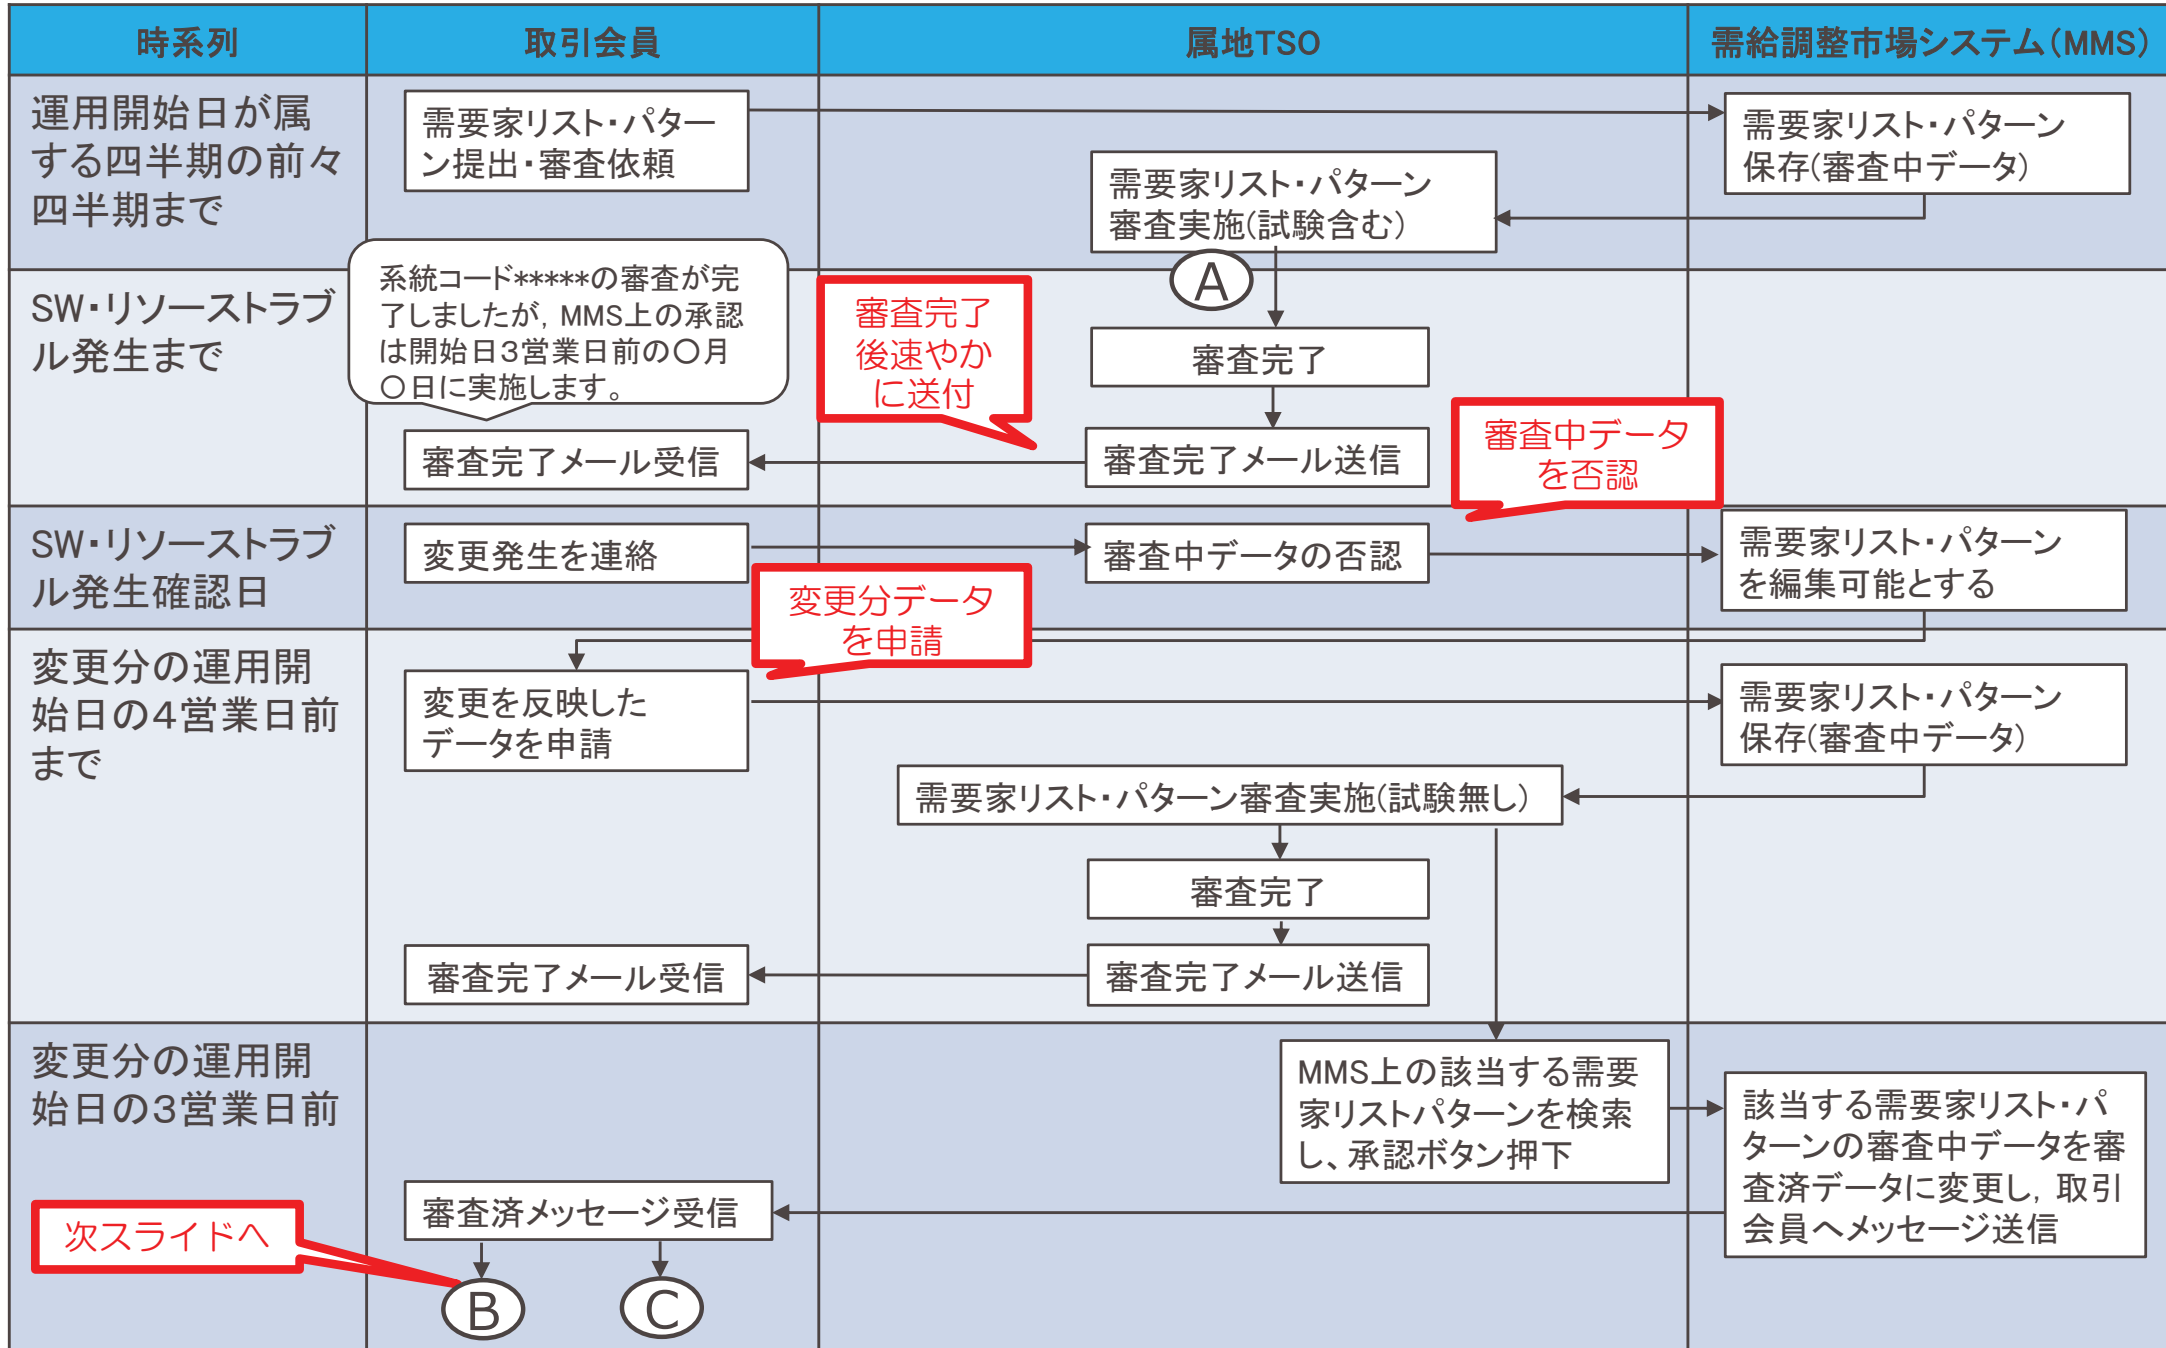 時系列
取引会員
属地TSO
需給調整市場システム(MMS)
運用開始日が属
する四半期の前々
四半期まで
需要家リスト・パター
ン提出・審査依頼
需要家リスト・パターン
保存(審査中データ)
需要家リスト・パターン
審査実施(試験含む)
A
SW・リソーストラブ
ル発生まで
系統コード*****の審査が完
了しましたが, MMS上の承認
は開始日3営業日前の〇月
〇日に実施します。
審査完了
後速やか
に送付
審査完了
審査完了メール受信
審査完了メール送信
審査中データ
を否認
SW・リソーストラブ
ル発生確認日
変更発生を連絡
審査中データの否認
需要家リスト・パターン
を編集可能とする
変更分データ
を申請
変更分の運用開
始日の4営業日前
まで
変更を反映した
データを申請
需要家リスト・パターン
保存(審査中データ)
需要家リスト・パターン審査実施(試験無し)
審査完了
審査完了メール受信
審査完了メール送信
変更分の運用開
始日の3営業日前
MMS上の該当する需要
家リストパターンを検索
し、承認ボタン押下
該当する需要家リスト・パ
ターンの審査中データを審
査済データに変更し, 取引
会員へメッセージ送信
審査済メッセージ受信
次スライドへ
B
C